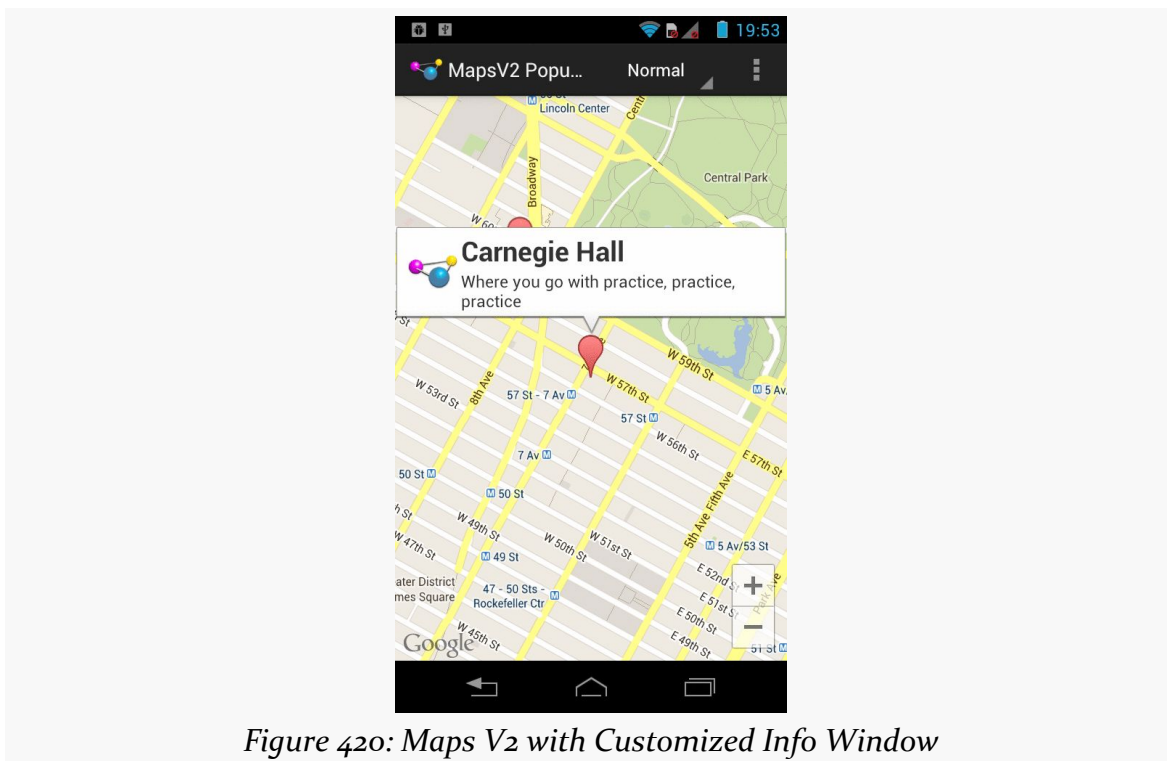 19:53
MapsV2 Popu...
Normal
Lincoln Center
Central Park
Broadway
Carnegie Hall
Where you go with practice, practice,
practice
W 59th St
W 57th St
8th Ave
W 53rd St
57 St - 7 Av M
M 5 Av
57 St M
W 56th St
7 Av M
E 57th St
50 St M
M 50 St
5th Ave
Fifth Ave
W 49th St
W 47th St
W 50th St
W 51st St
M 5 Av/53 St
M 49 St
E 52nd St
+
ater District
mes Square
47 - 50 Sts -
Rockefeller Ctr
M
E 51st St
Park Ave
E 50th St
−
W 45th St
E 49th St
51 St M
Google
Figure 420: Maps V2 with Customized Info Window